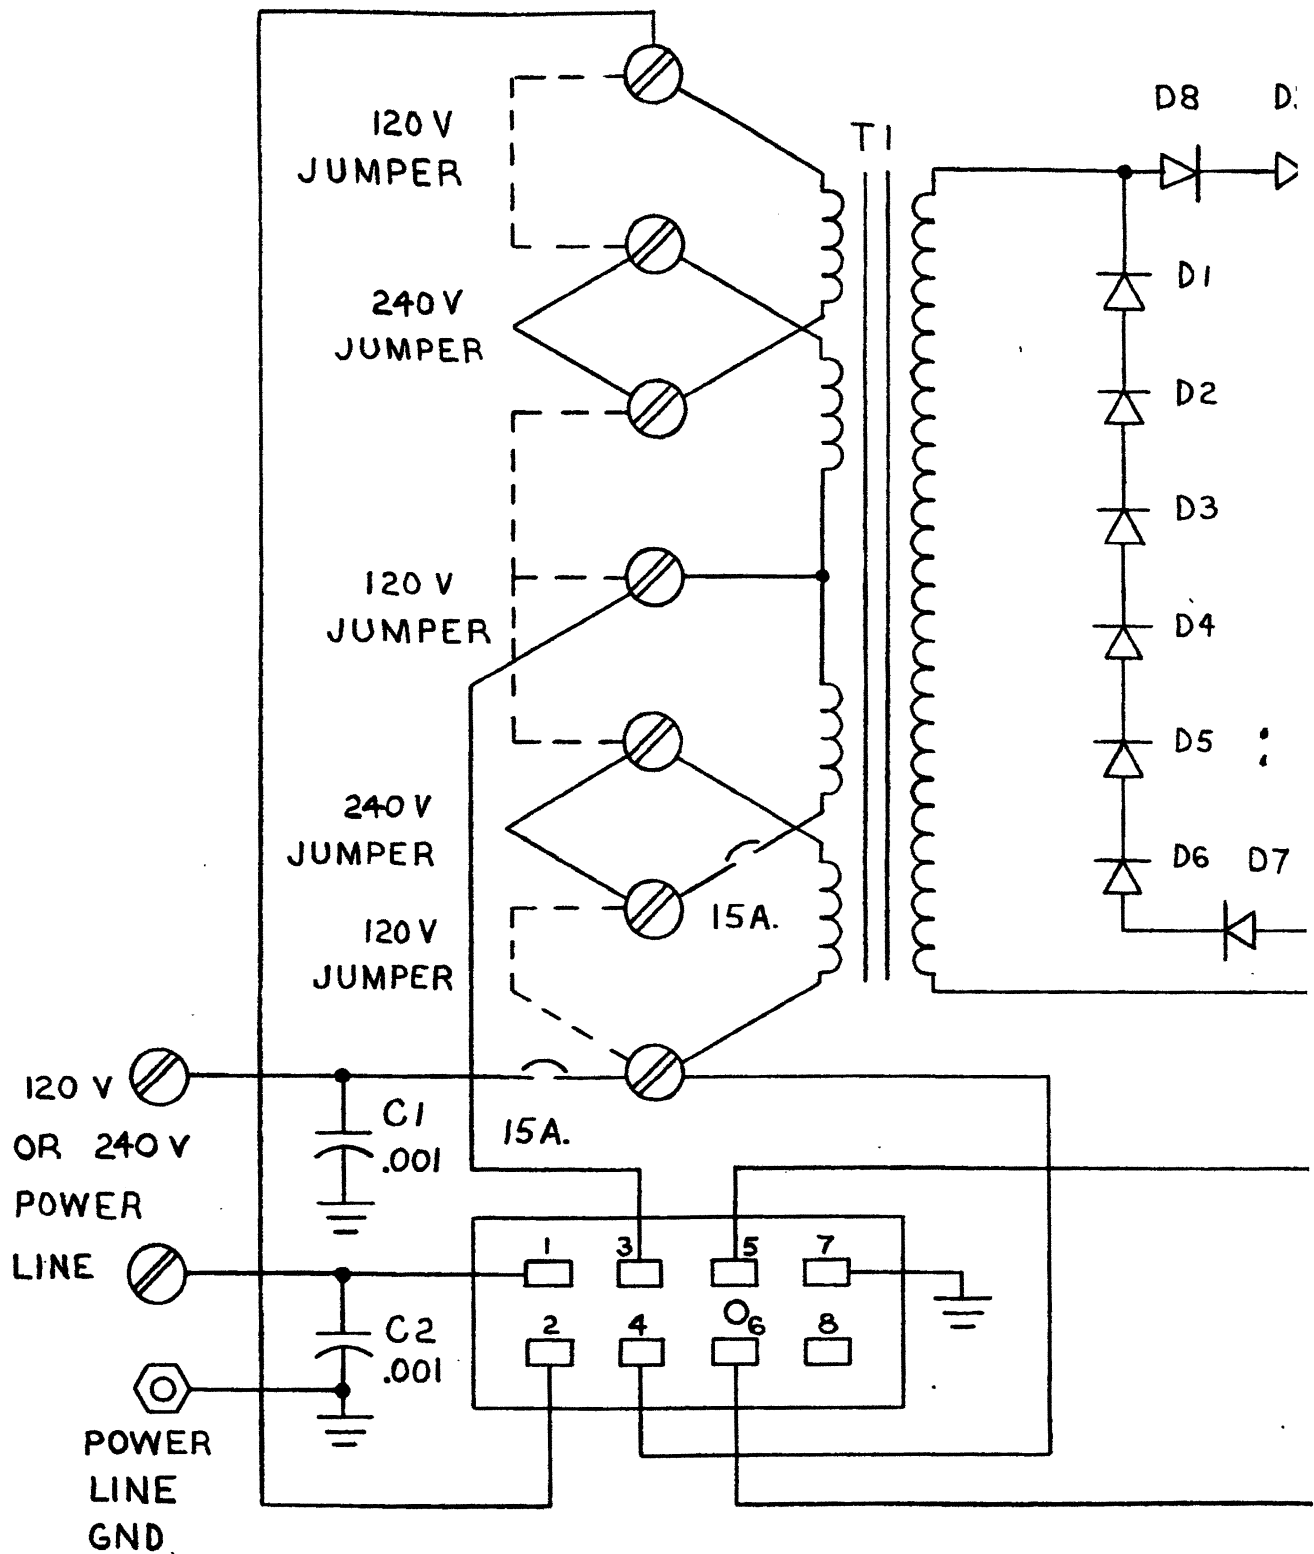 120 V
JUMPER
240 V
JUMPER
120 V
JUMPER
240 V
JUMPER
120 V
JUMPER
T1
D8
D1
D2
D3
D4
D5
D6 D7
15A.
15A.
120 V
OR 240 V
POWER
LINE
C1
.001
C2
.001
POWER
LINE
GND.
1 3 5 7
2 4 6 8